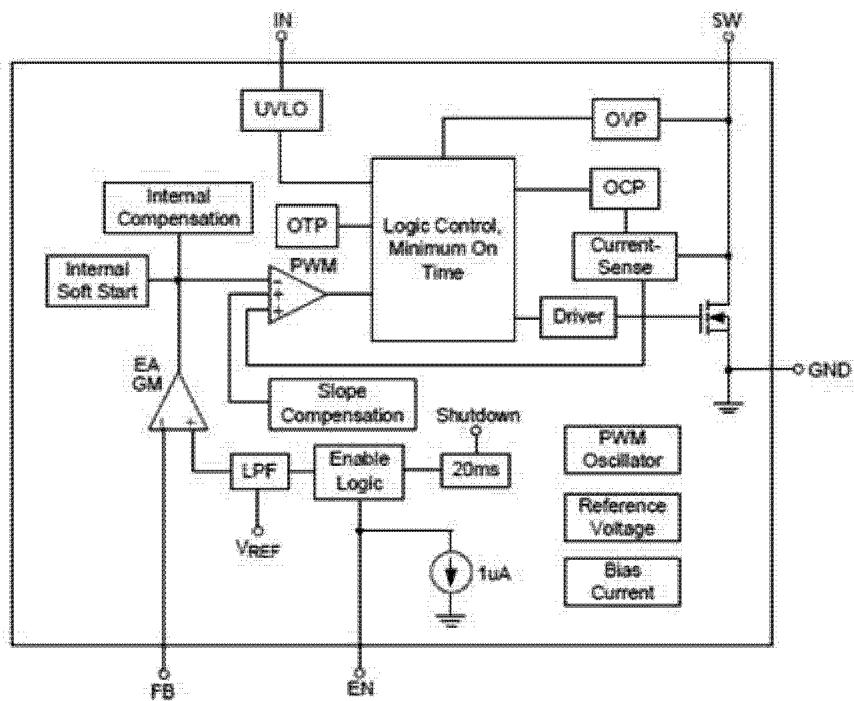 IN
SW
UVLO
OVP
Internal
Compensation
OTP
Logic Control,
Minimum On
Time
OCP
Internal
Soft Start
PWM
Current-
Sense
Driver
EA
GM
GND
Slope
Compensation
Shutdown
PWM
Oscillator
LPF
Enable
Logic
20ms
Reference
Voltage
VREF
1uA
Bias
Current
FB
EN